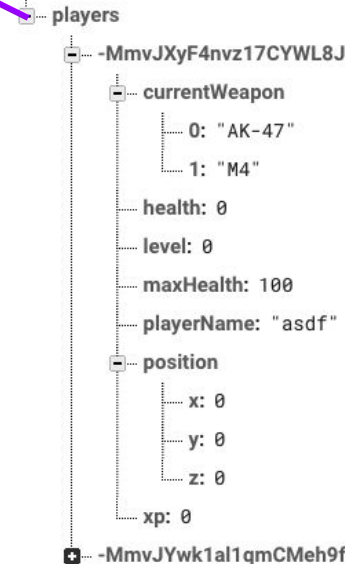 players
-MmvJXyF4nvz17CYWL8J
currentWeapon
0: "AK-47"
1: "M4"
health: 0
level: 0
maxHealth: 100
playerName: "asdf"
position
x: 0
y: 0
z: 0
xp: 0
-MmvJYwk1al1qmCMeh9f